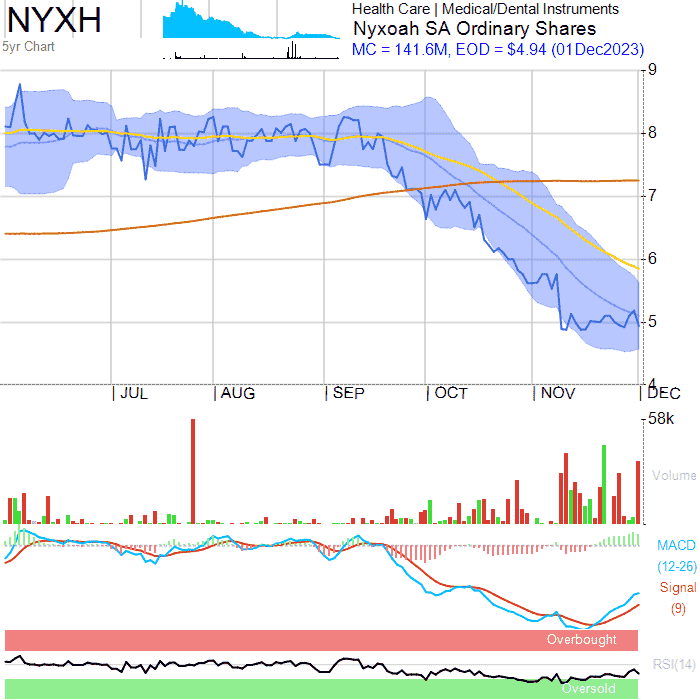 NYXH
5yr Chart
Health Care | Medical/Dental Instruments
Nyxoah SA Ordinary Shares
MC = 141.6M, EOD = $4.94 (01Dec2023)
9
8
7
6
5
4
JUL AUG SEP OCT NOV DEC
58k
Volume
MACD
(12-26)
Signal
(9)
Overbought
RSI(14)
Oversold